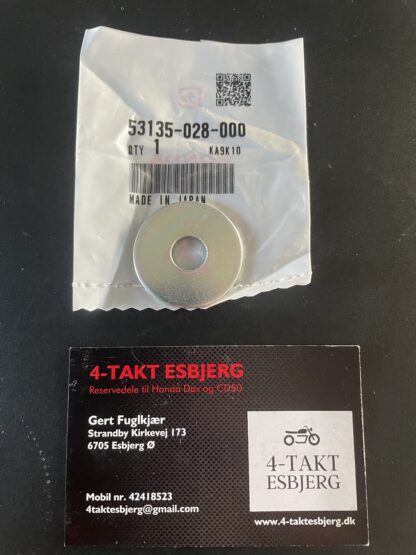 53135-028-000
QTY 1 KA9K10
MADE IN JAPAN
4-TAKT ESBJERG
Reservedele til Honda Dax og CD50
Gert Fuglkjær
Strandby Kirkevej 173
6705 Esbjerg Ø
Mobil nr. 42418523
4taktesbjerg@gmail.com
4-TAKT
ESBJERG
www.4-taktesbjerg.dk